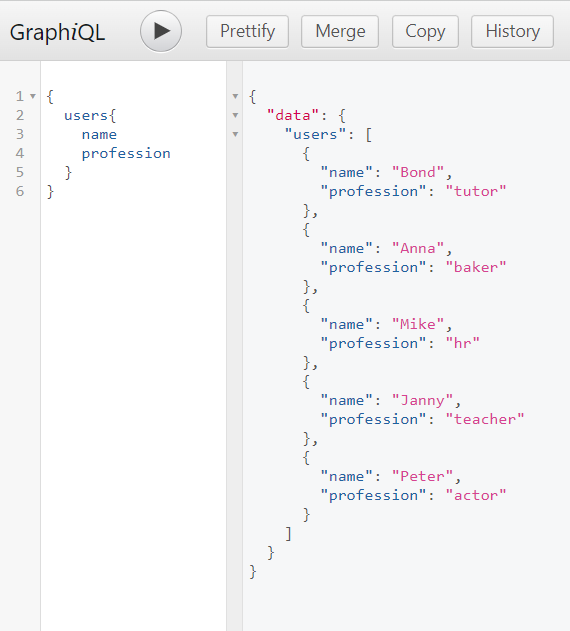 GraphiQL Prettify Merge Copy History
1 {
2   users{
3     name
4     profession
5   }
6 }
{
  "data": {
    "users": [
      {
        "name": "Bond",
        "profession": "tutor"
      },
      {
        "name": "Anna",
        "profession": "baker"
      },
      {
        "name": "Mike",
        "profession": "hr"
      },
      {
        "name": "Janny",
        "profession": "teacher"
      },
      {
        "name": "Peter",
        "profession": "actor"
      }
    ]
  }
}